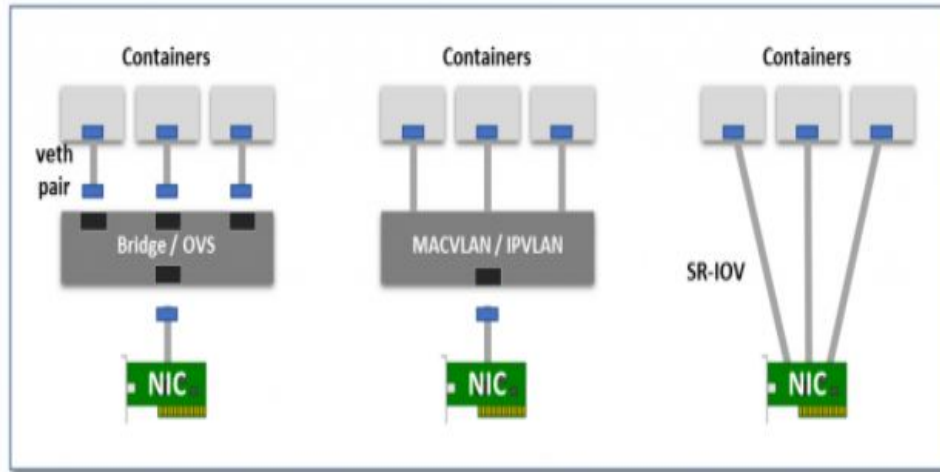 Containers
veth
pair
Bridge / OVS
NIC
Containers
MACVLAN / IPVLAN
NIC
Containers
SR-IOV
NIC